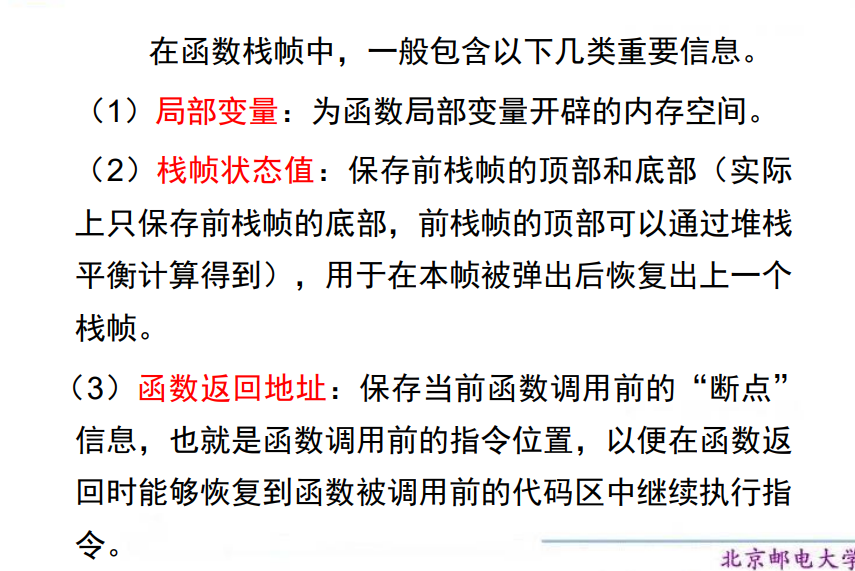 在函数栈帧中，一般包含以下几类重要信息。
（1）局部变量：为函数局部变量开辟的内存空间。
（2）栈帧状态值：保存前栈帧的顶部和底部（实际
上只保存前栈帧的底部，前栈帧的顶部可以通过堆栈
平衡计算得到），用于在本帧被弹出后恢复出上一个
栈帧。
（3）函数返回地址：保存当前函数调用前的“断点”
信息，也就是函数调用前的指令位置，以便在函数返
回时能够恢复到函数被调用前的代码区中继续执行指
令。
北京邮电大学